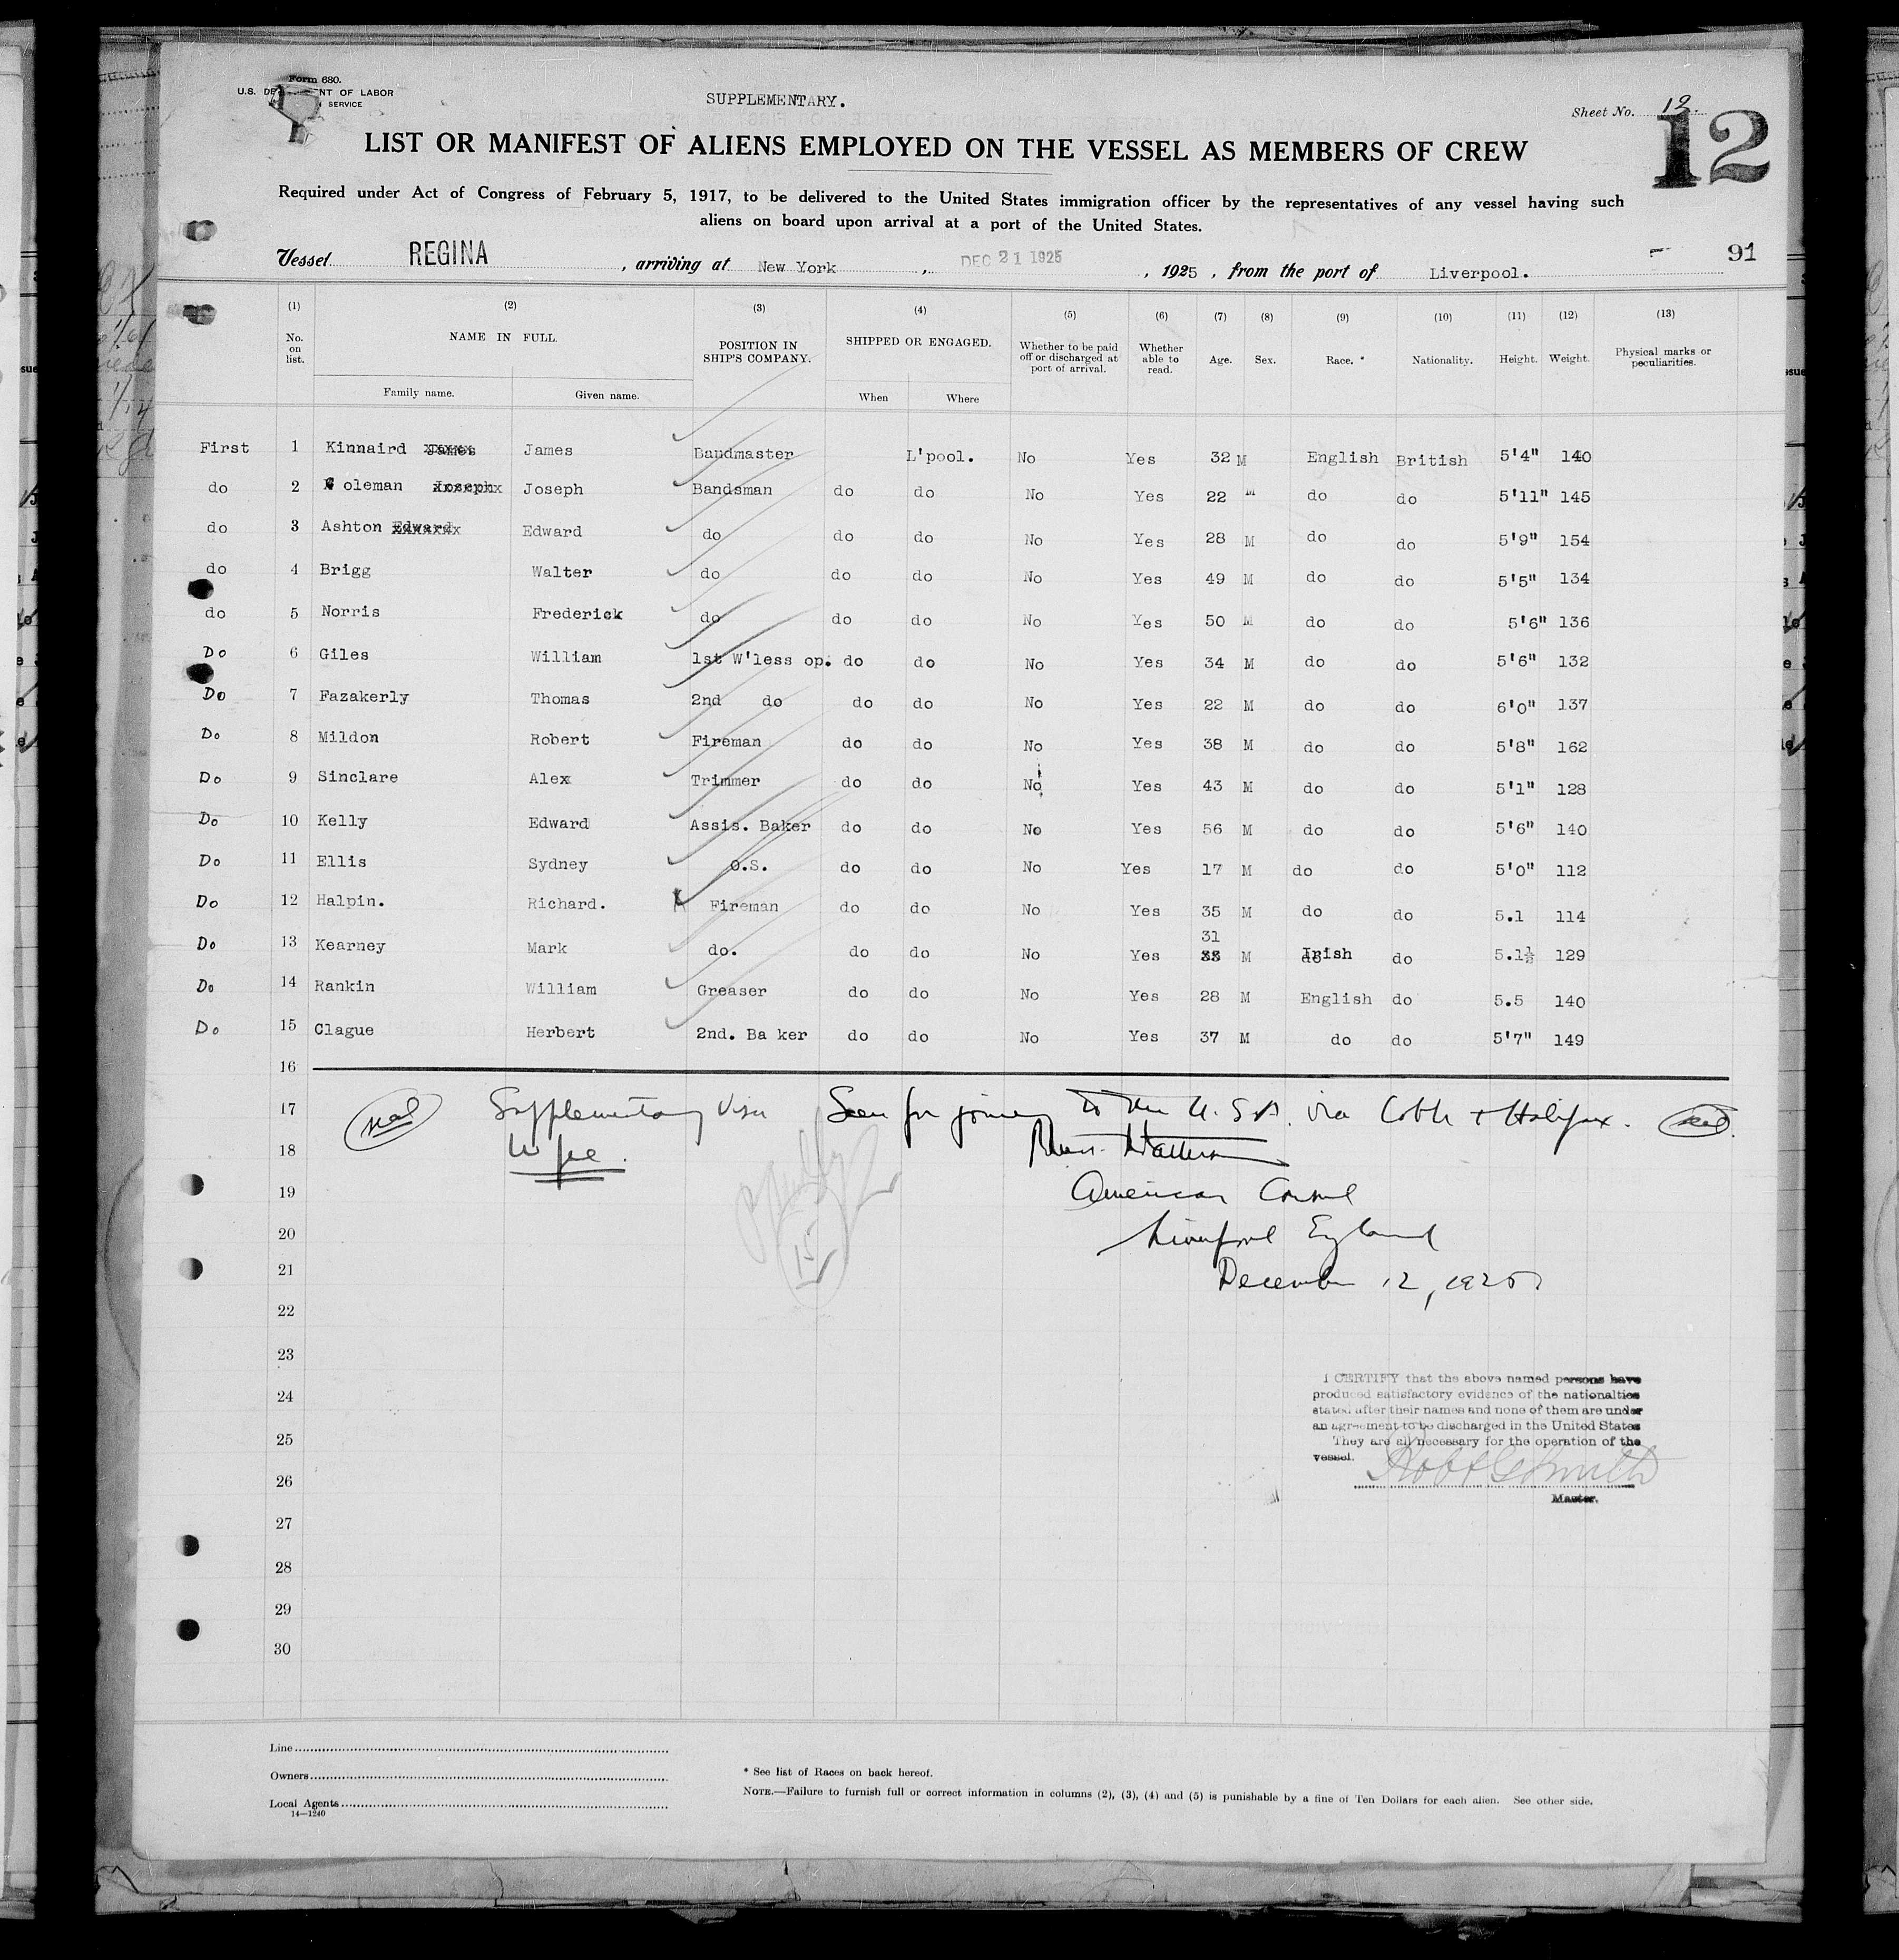 Form 680.
U.S. DE NT OF LABOR
SERVICE
SUPPLEMENTARY.
Sheet No. 12.
12
LIST OR MANIFEST OF ALIENS EMPLOYED ON THE VESSEL AS MEMBERS OF CREW
Required under Act of Congress of February 5, 1917, to be delivered to the United States immigration officer by the representatives of any vessel having such
aliens on board upon arrival at a port of the United States.
Vessel REGINA , arriving at New York , DEC 21 1925 , 1925 , from the port of Liverpool. 91
(1) (2) (3) (4) (5) (6) (7) (8) (9) (10) (11) (12) (13)
No. on list. NAME IN FULL. POSITION IN SHIP'S COMPANY. SHIPPED OR ENGAGED. Whether to be paid off or discharged at port of arrival. Whether able to read. Age. Sex. Race. * Nationality. Height. Weight. Physical marks or peculiarities.
Family name. Given name. When Where
First 1 Kinnaird James James Bandmaster L'pool. No Yes 32 M English British 5'4" 140
do 2 Coleman Joseph Joseph Bandsman do do No Yes 22 M do do 5'11" 145
do 3 Ashton Edward Edward do do do No Yes 28 M do do 5'9" 154
do 4 Brigg Walter do do do No Yes 49 M do do 5'5" 134
do 5 Norris Frederick do do do No Yes 50 M do do 5'6" 136
Do 6 Giles William 1st W'less op. do do No Yes 34 M do do 5'6" 132
Do 7 Fazakerly Thomas 2nd do do do No Yes 22 M do do 6'0" 137
Do 8 Mildon Robert Fireman do do No Yes 38 M do do 5'8" 162
Do 9 Sinclare Alex Trimmer do do No Yes 43 M do do 5'1" 128
Do 10 Kelly Edward Assis. Baker do do No Yes 56 M do do 5'6" 140
Do 11 Ellis Sydney O.S. do do No Yes 17 M do do 5'0" 112
Do 12 Halpin. Richard. Fireman do do No Yes 35 M do do 5.1 114
Do 13 Kearney Mark do. do do No Yes 31 33 M Irish do 5.1½ 129
Do 14 Rankin William Greaser do do No Yes 28 M English do 5.5 140
Do 15 Clague Herbert 2nd. Ba ker do do No Yes 37 M do do 5'7" 149
16
17 seal Supplementary Visa Seen for journey to the U.S.A. via Cobh + Halifax. seal
18 No fee.
19 American Consul
20 Liverpool England
21 December 12, 1925
15
22
23
24
25
26
27
28
29
30
I CERTIFY that the above named persons have
produced satisfactory evidence of the nationalties
stated after their names and none of them are under
an agreement to be discharged in the United States
They are all necessary for the operation of the
vessel.
Robt G Smith
Master.
Line
Owners
Local Agents
14—1240
* See list of Races on back hereof.
NOTE.—Failure to furnish full or correct information in columns (2), (3), (4) and (5) is punishable by a fine of Ten Dollars for each alien. See other side.